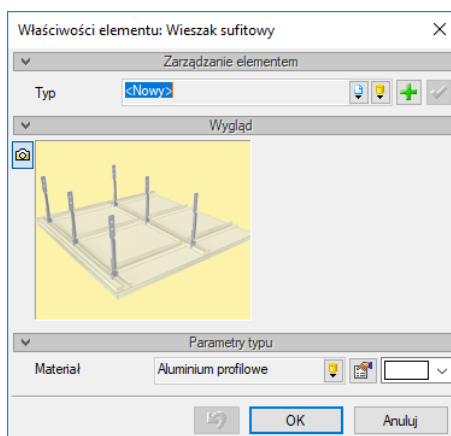 Właściwości elementu: Wieszak sufitowy
Zarządzanie elementem
Typ <Nowy>
Wygląd
Parametry typu
Materiał Aluminium profilowe
OK Anuluj